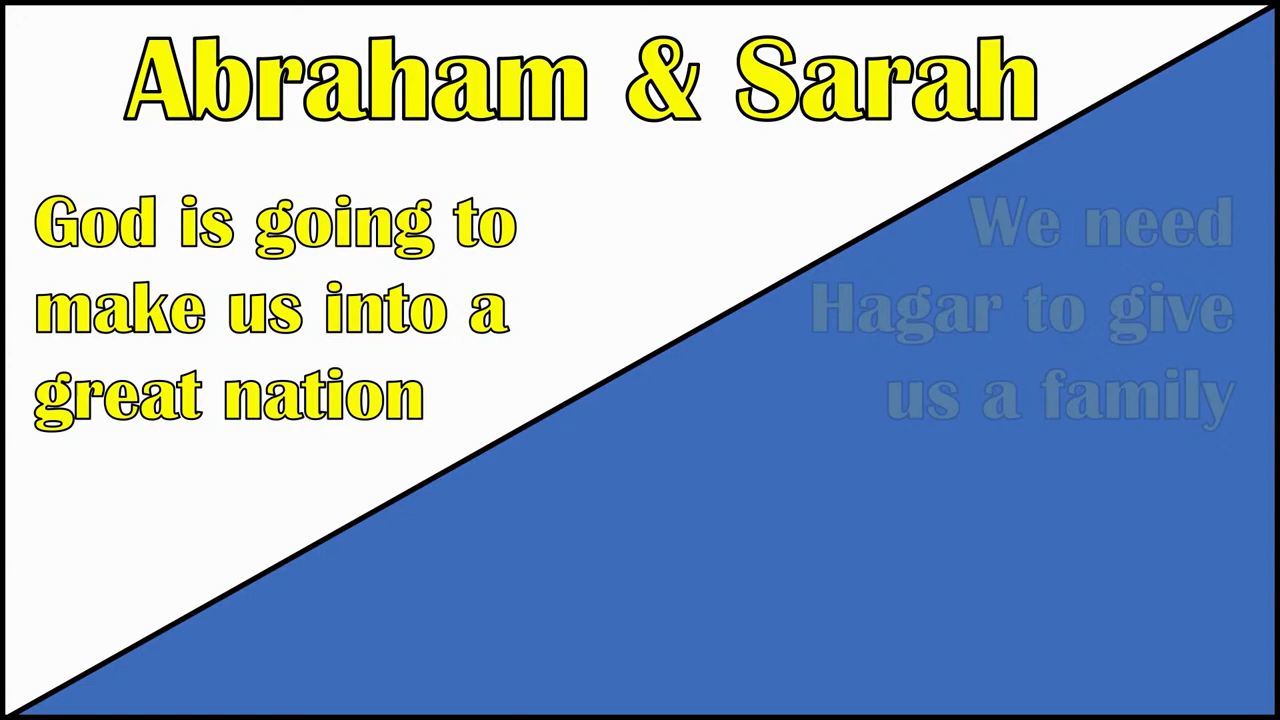 Abraham & Sarah
God is going to
make us into a
great nation
We need
Hagar to give
us a family